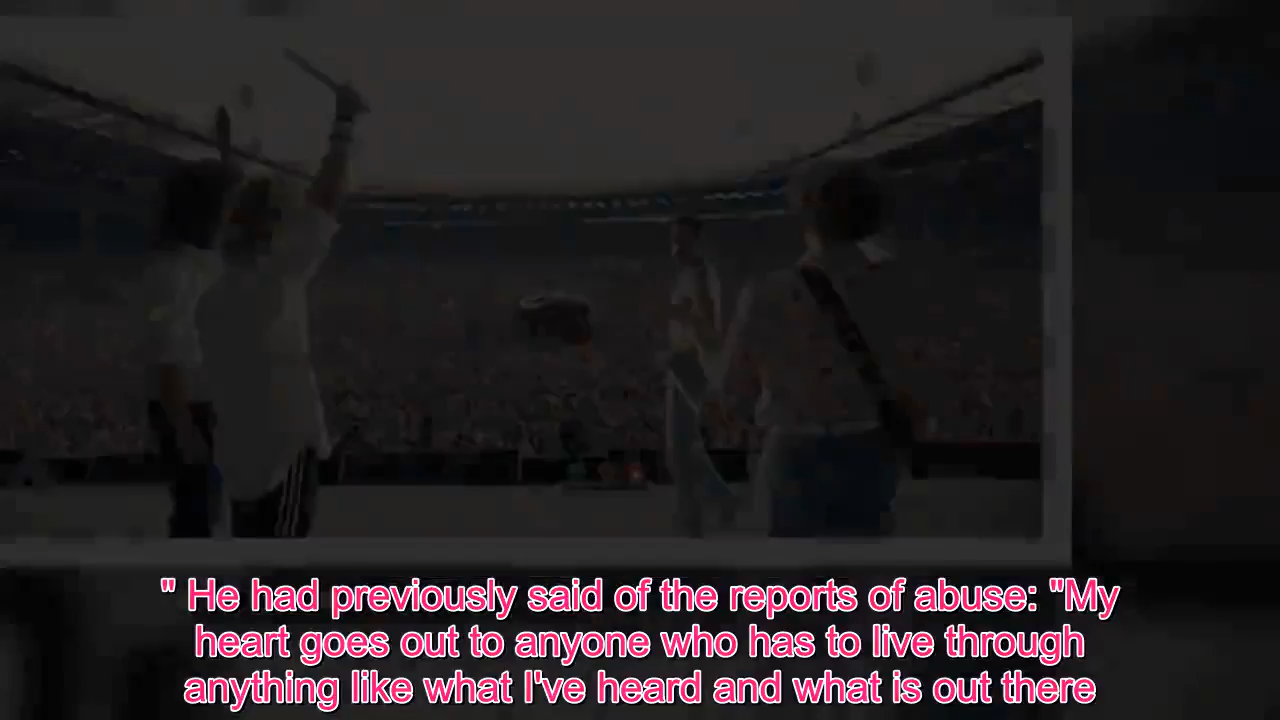 " He had previously said of the reports of abuse: "My
heart goes out to anyone who has to live through
anything like what I've heard and what is out there